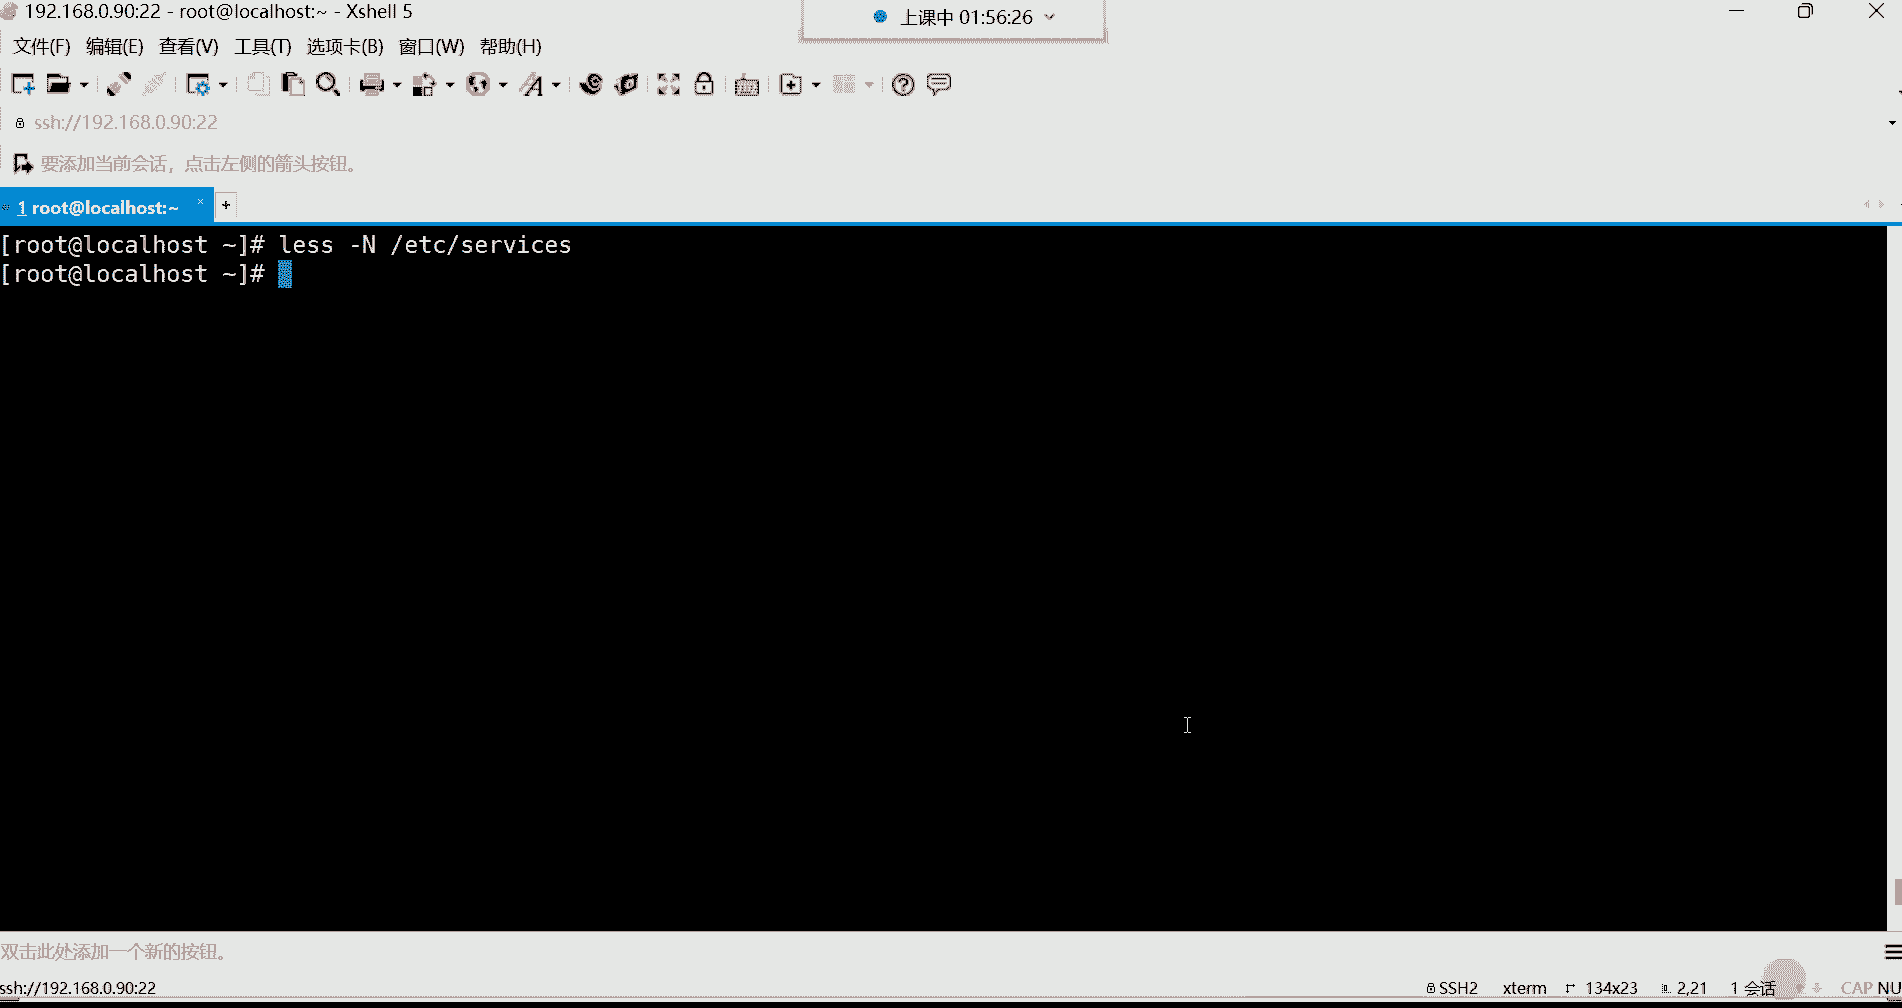 192.168.0.90:22 - root@localhost:~ - Xshell 5
上课中 01:56:26
文件(F) 编辑(E) 查看(V) 工具(T) 选项卡(B) 窗口(W) 帮助(H)
ssh://192.168.0.90:22
要添加当前会话，点击左侧的箭头按钮。
1 root@localhost:~ × +
[root@localhost ~]# less -N /etc/services
[root@localhost ~]#
双击此处添加一个新的按钮。
ssh://192.168.0.90:22 SSH2 xterm 134x23 2,21 1 会话 CAP NU